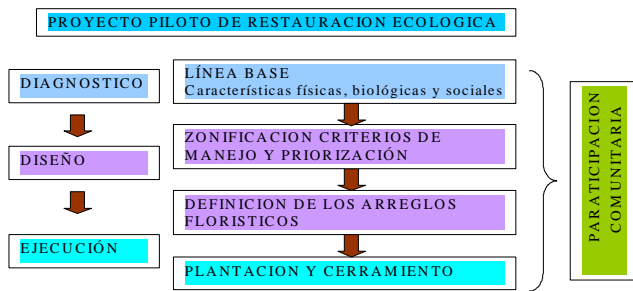 PROYECTO PILOTO DE RESTAURACION ECOLOGICA
DIAGNOSTICO
LÍNEA BASE
Características físicas, biológicas y sociales
DISEÑO
ZONIFICACION CRITERIOS DE
MANEJO Y PRIORIZACIÓN
DEFINICION DE LOS ARREGLOS
FLORISTICOS
EJECUCIÓN
PLANTACION Y CERRAMIENTO
PARATICIPACION
COMUNITARIA